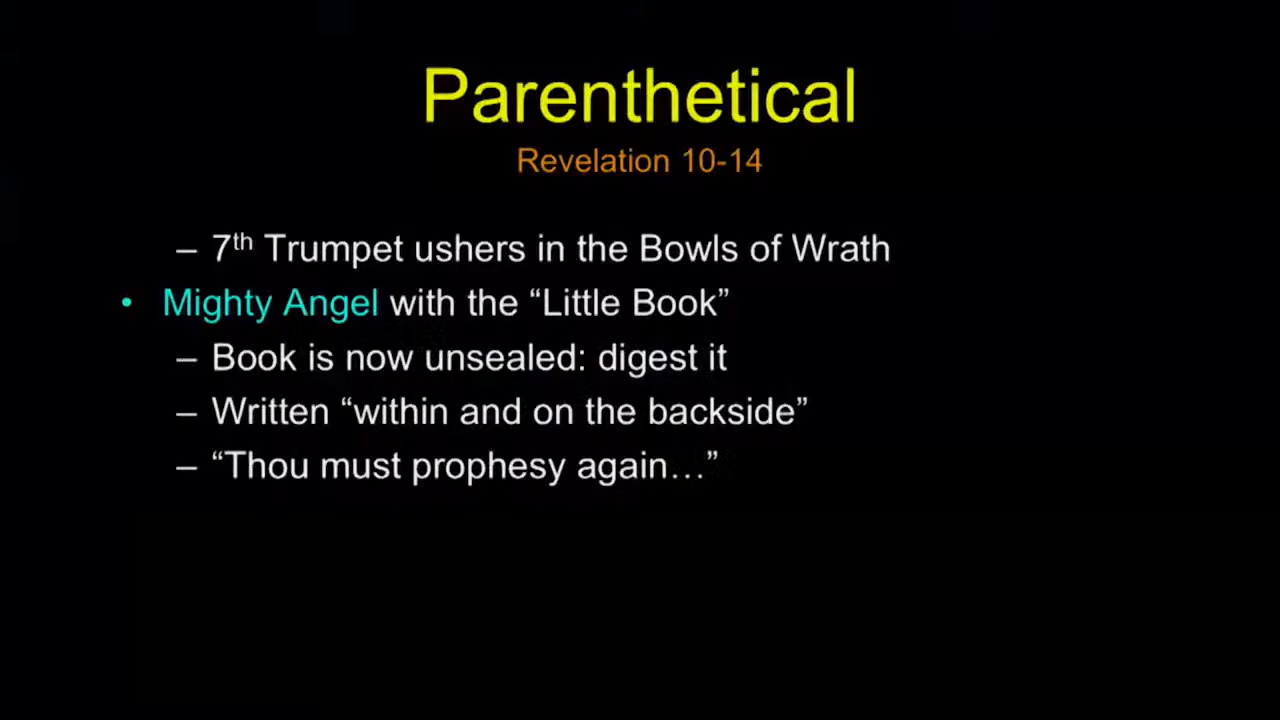 Parenthetical
Revelation 10-14
– 7th Trumpet ushers in the Bowls of Wrath
• Mighty Angel with the “Little Book”
– Book is now unsealed: digest it
– Written “within and on the backside”
– “Thou must prophesy again…”